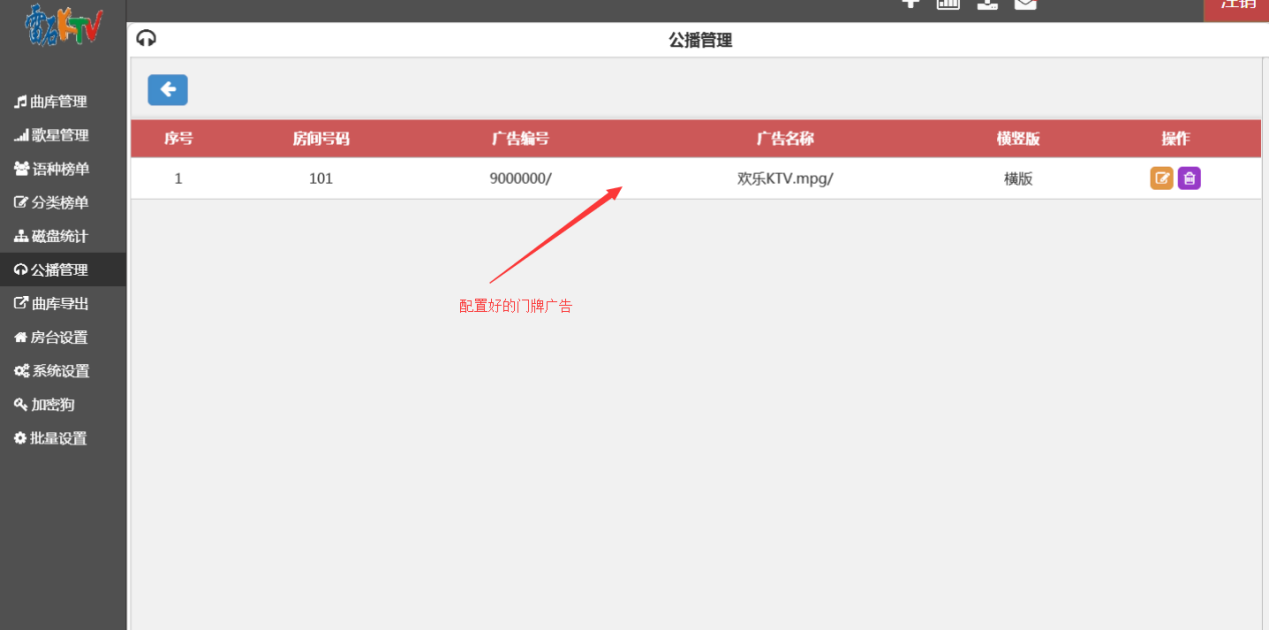 雷石KTV
注销
公播管理
曲库管理
歌星管理
语种榜单
分类榜单
磁盘统计
公播管理
曲库导出
房台设置
系统设置
加密狗
批量设置
序号 房间号码 广告编号 广告名称 横竖版 操作
1 101 9000000/ 欢乐KTV.mpg/ 横版
配置好的门牌广告